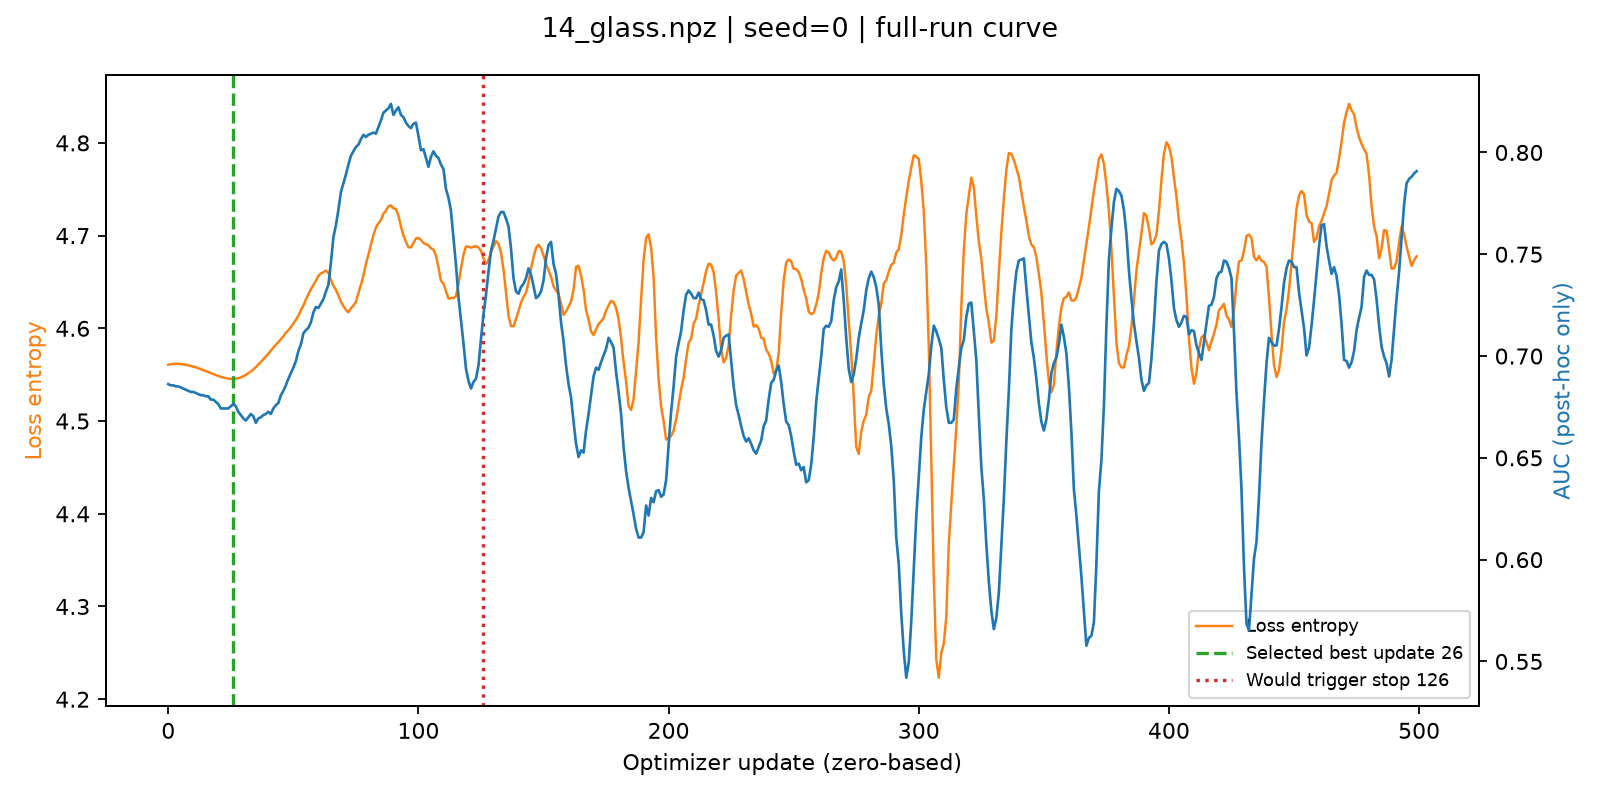 14_glass.npz | seed=0 | full-run curve
Loss entropy
4.8
4.7
4.6
4.5
4.4
4.3
4.2
0.80
0.75
0.70
0.65
0.60
0.55
AUC (post-hoc only)
Loss entropy
Selected best update 26
Would trigger stop 126
0 100 200 300 400 500
Optimizer update (zero-based)